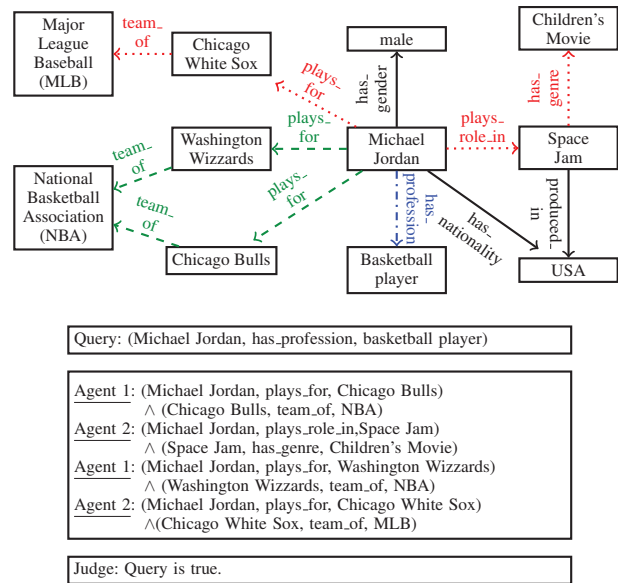 Major
League
Baseball
(MLB)
team_
of
Chicago
White Sox
plays_
for
male
has_
gender
Children's
Movie
has_
genre
Washington
Wizzards
plays_
for
Michael
Jordan
plays_
role_in
Space
Jam
team_
of
National
Basketball
Association
(NBA)
team_
of
plays_
for
has_
profession
has_
nationality
produced_
in
Chicago Bulls
Basketball
player
USA
Query: (Michael Jordan, has_profession, basketball player)
Agent 1: (Michael Jordan, plays_for, Chicago Bulls)
∧ (Chicago Bulls, team_of, NBA)
Agent 2: (Michael Jordan, plays_role_in,Space Jam)
∧ (Space Jam, has_genre, Children's Movie)
Agent 1: (Michael Jordan, plays_for, Washington Wizzards)
∧ (Washington Wizzards, team_of, NBA)
Agent 2: (Michael Jordan, plays_for, Chicago White Sox)
∧(Chicago White Sox, team_of, MLB)
Judge: Query is true.